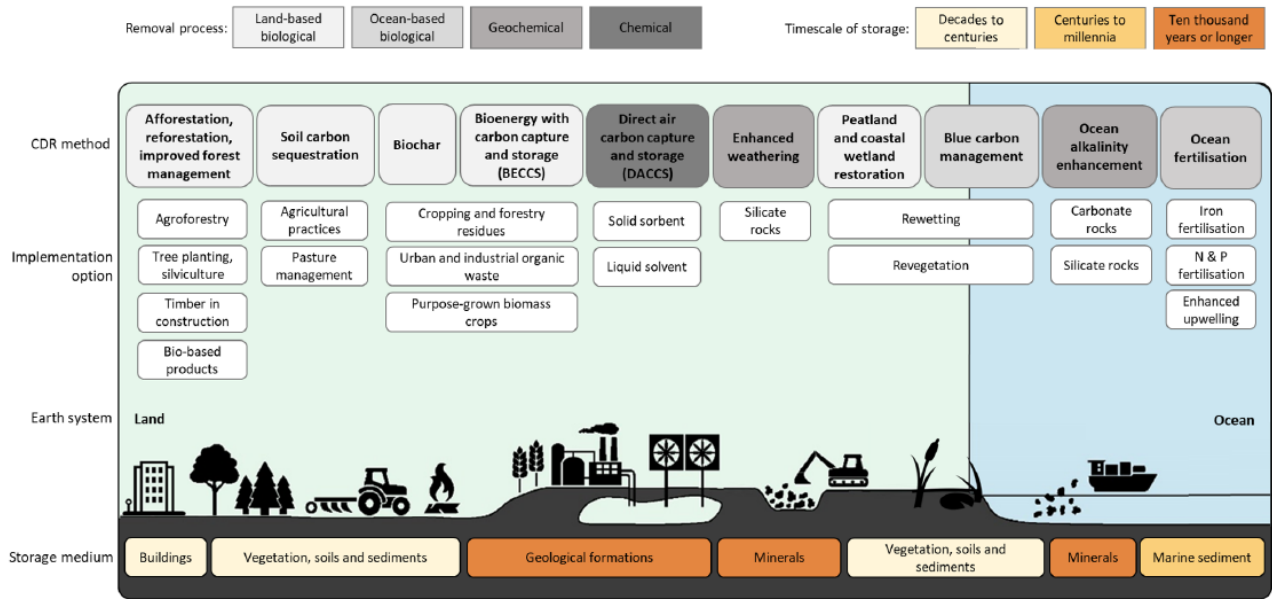 Removal process:
Land-based
biological
Ocean-based
biological
Geochemical
Chemical
Timescale of storage:
Decades to
centuries
Centuries to
millennia
Ten thousand
years or longer
CDR method
Afforestation,
reforestation,
improved forest
management
Soil carbon
sequestration
Biochar
Bioenergy with
carbon capture
and storage
(BECCS)
Direct air
carbon capture
and storage
(DACCS)
Enhanced
weathering
Peatland
and coastal
wetland
restoration
Blue carbon
management
Ocean
alkalinity
enhancement
Ocean
fertilisation
Implementation
option
Agroforestry
Tree planting,
silviculture
Timber in
construction
Bio-based
products
Agricultural
practices
Pasture
management
Cropping and forestry
residues
Urban and industrial organic
waste
Purpose-grown biomass
crops
Solid sorbent
Liquid solvent
Silicate
rocks
Rewetting
Revegetation
Carbonate
rocks
Silicate rocks
Iron
fertilisation
N & P
fertilisation
Enhanced
upwelling
Earth system
Land
Ocean
Storage medium
Buildings
Vegetation, soils and sediments
Geological formations
Minerals
Vegetation, soils and
sediments
Minerals
Marine sediment